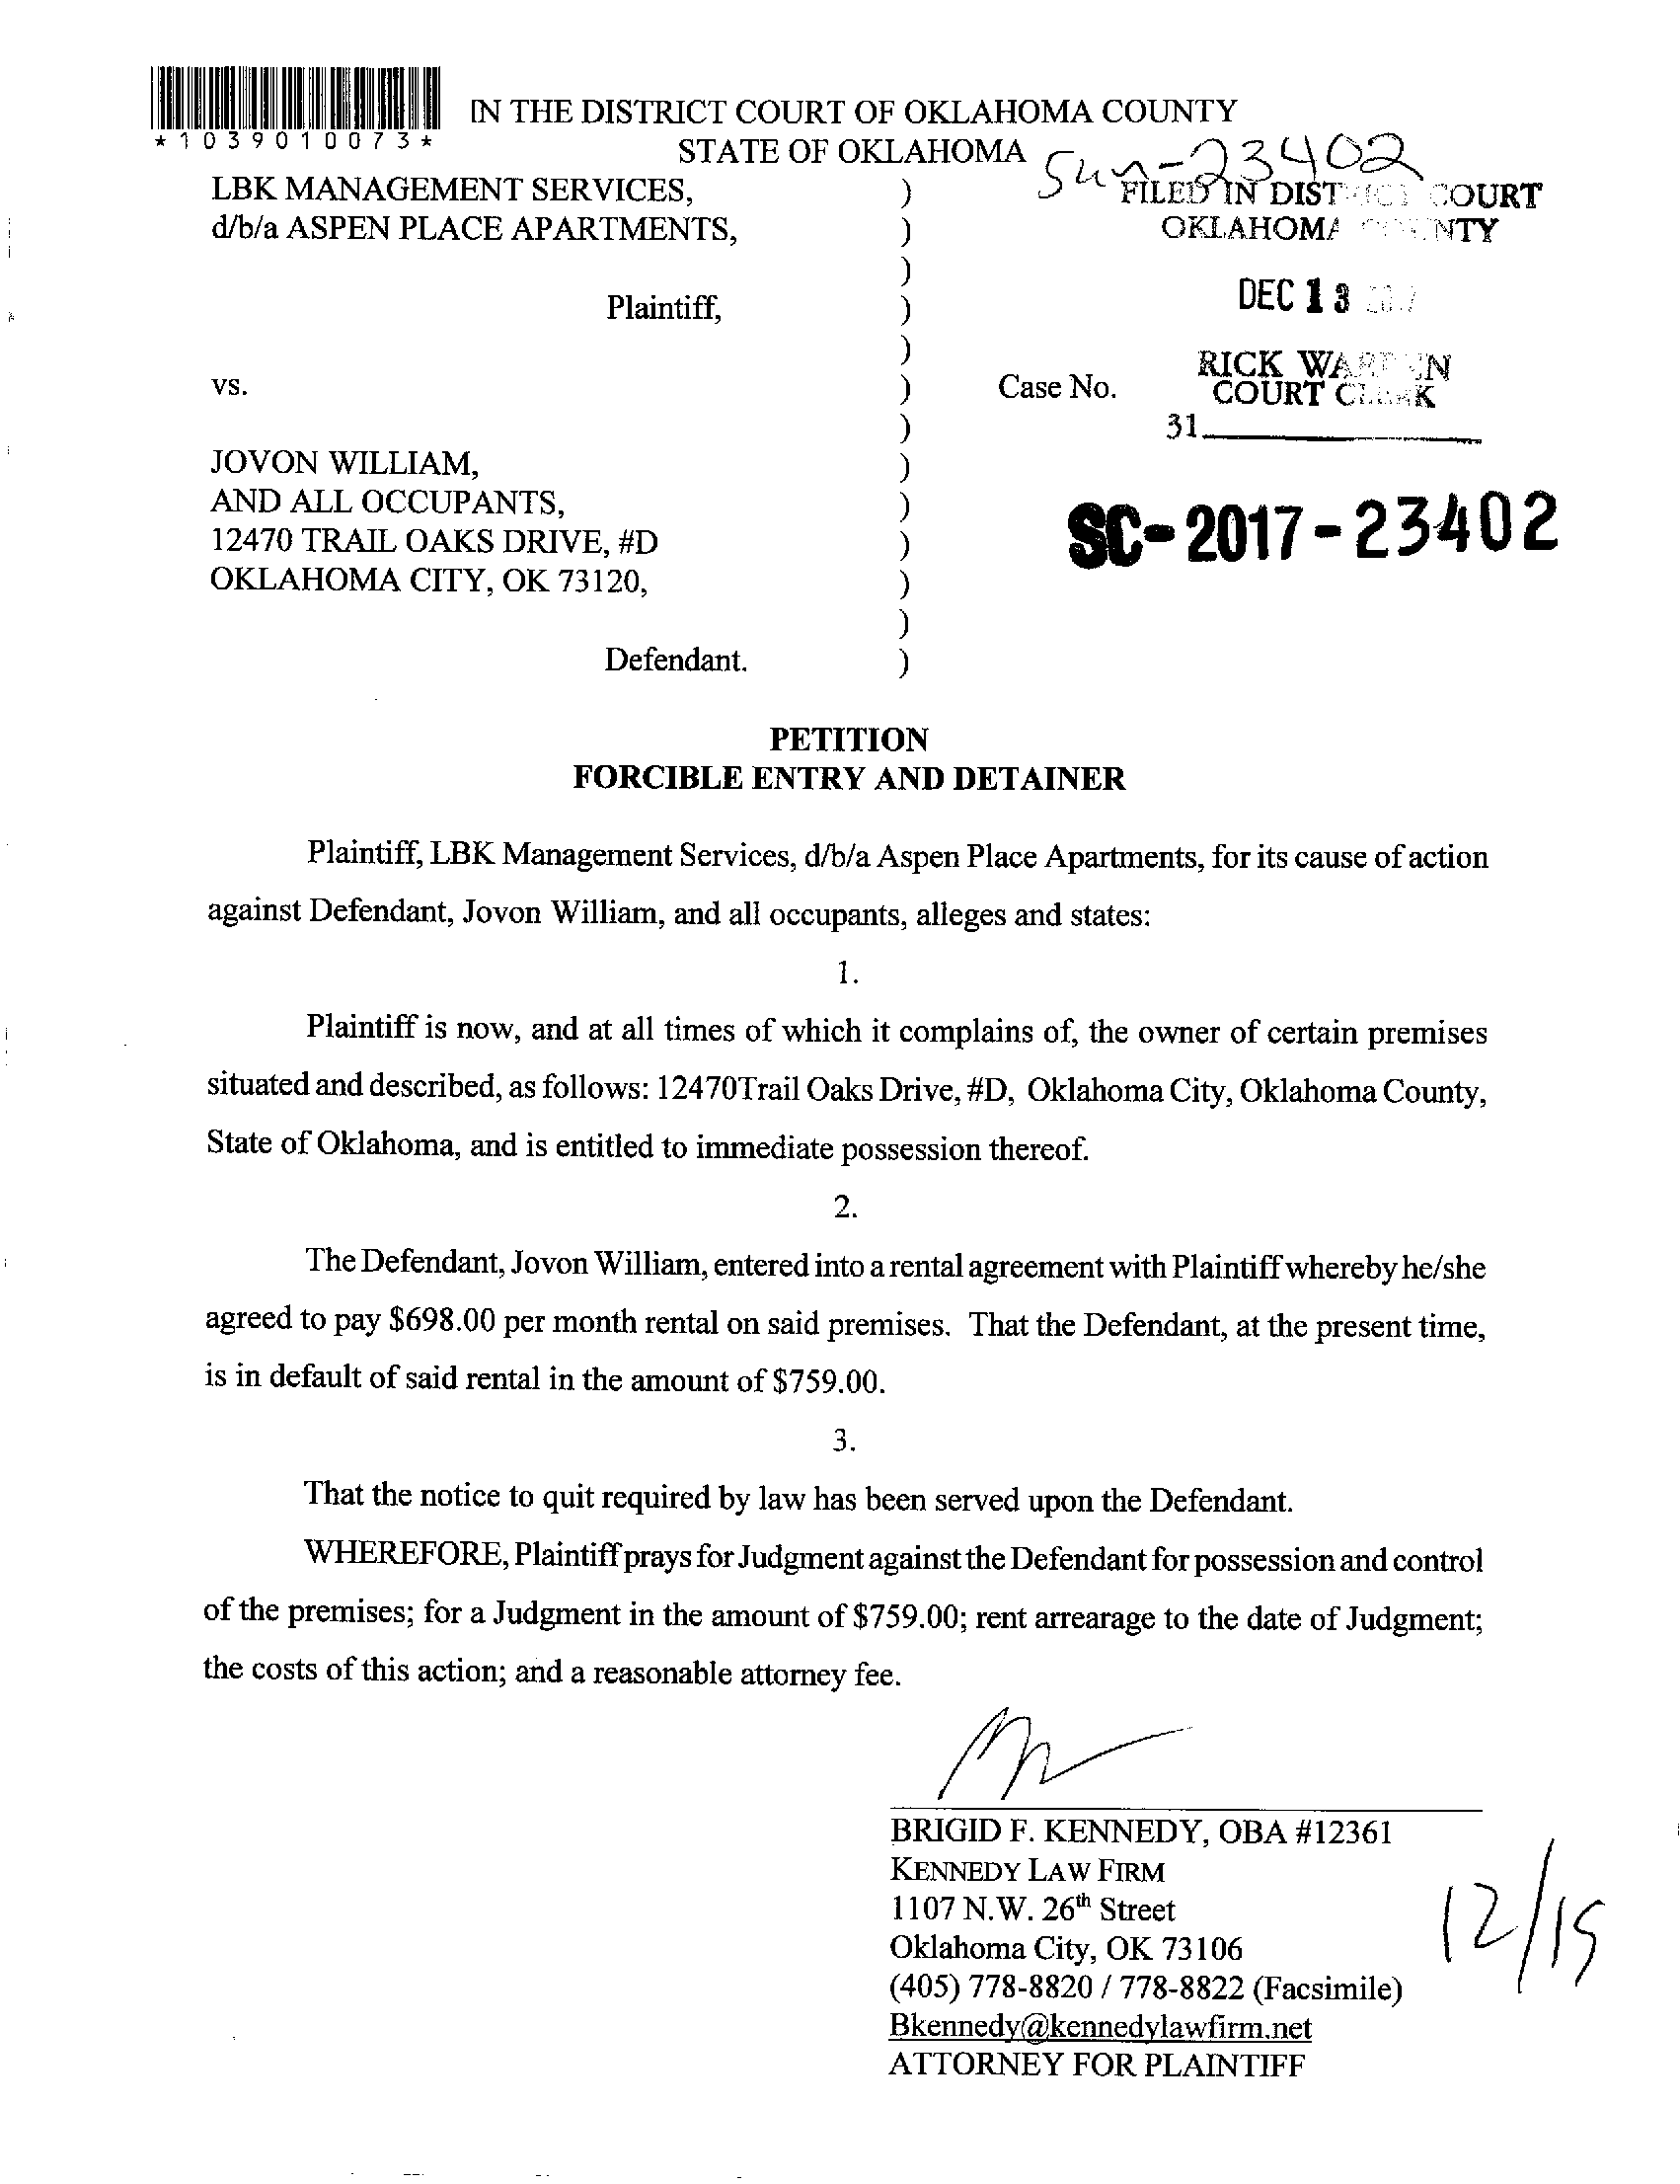 IN THE DISTRICT COURT OF OKLAHOMA COUNTY
*1039010073*
STATE OF OKLAHOMA
23402
LBK MANAGEMENT SERVICES, )
FILED IN DISTRICT COURT
d/b/a ASPEN PLACE APARTMENTS, )
OKLAHOMA COUNTY
)
Plaintiff, )
DEC 13 2017
)
RICK WARREN
vs. ) Case No.
COURT CLERK
)
31
JOVON WILLIAM, )
AND ALL OCCUPANTS, )
SC-2017-23402
12470 TRAIL OAKS DRIVE, #D )
OKLAHOMA CITY, OK 73120, )
)
Defendant. )
PETITION
FORCIBLE ENTRY AND DETAINER
Plaintiff, LBK Management Services, d/b/a Aspen Place Apartments, for its cause of action
against Defendant, Jovon William, and all occupants, alleges and states:
1.
Plaintiff is now, and at all times of which it complains of, the owner of certain premises
situated and described, as follows: 12470Trail Oaks Drive, #D, Oklahoma City, Oklahoma County,
State of Oklahoma, and is entitled to immediate possession thereof.
2.
The Defendant, Jovon William, entered into a rental agreement with Plaintiff whereby he/she
agreed to pay $698.00 per month rental on said premises. That the Defendant, at the present time,
is in default of said rental in the amount of $759.00.
3.
That the notice to quit required by law has been served upon the Defendant.
WHEREFORE, Plaintiff prays for Judgment against the Defendant for possession and control
of the premises; for a Judgment in the amount of $759.00; rent arrearage to the date of Judgment;
the costs of this action; and a reasonable attorney fee.
BRIGID F. KENNEDY, OBA #12361
KENNEDY LAW FIRM
1107 N.W. 26th Street
Oklahoma City, OK 73106
(405) 778-8820 / 778-8822 (Facsimile)
Bkennedy@kennedylawfirm.net
ATTORNEY FOR PLAINTIFF
12/15